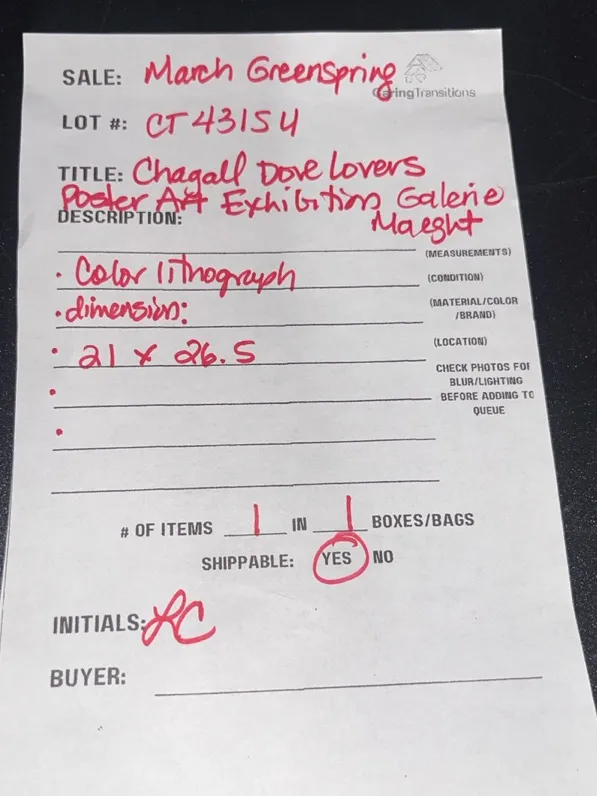 SALE: March Greenspring
CaringTransitions
LOT #: CT 43154
TITLE: Chagall Dove Lovers
Poster Art Exhibition Galerie
Maeght
DESCRIPTION:
(MEASUREMENTS)
• Color lithograph
(CONDITION)
• dimension:
(MATERIAL/COLOR
/BRAND)
• 21 x 26.5
(LOCATION)
CHECK PHOTOS FOR
BLUR/LIGHTING
BEFORE ADDING TO
QUEUE
•
•
# OF ITEMS 1 IN 1 BOXES/BAGS
SHIPPABLE: YES NO
INITIALS: LC
BUYER: